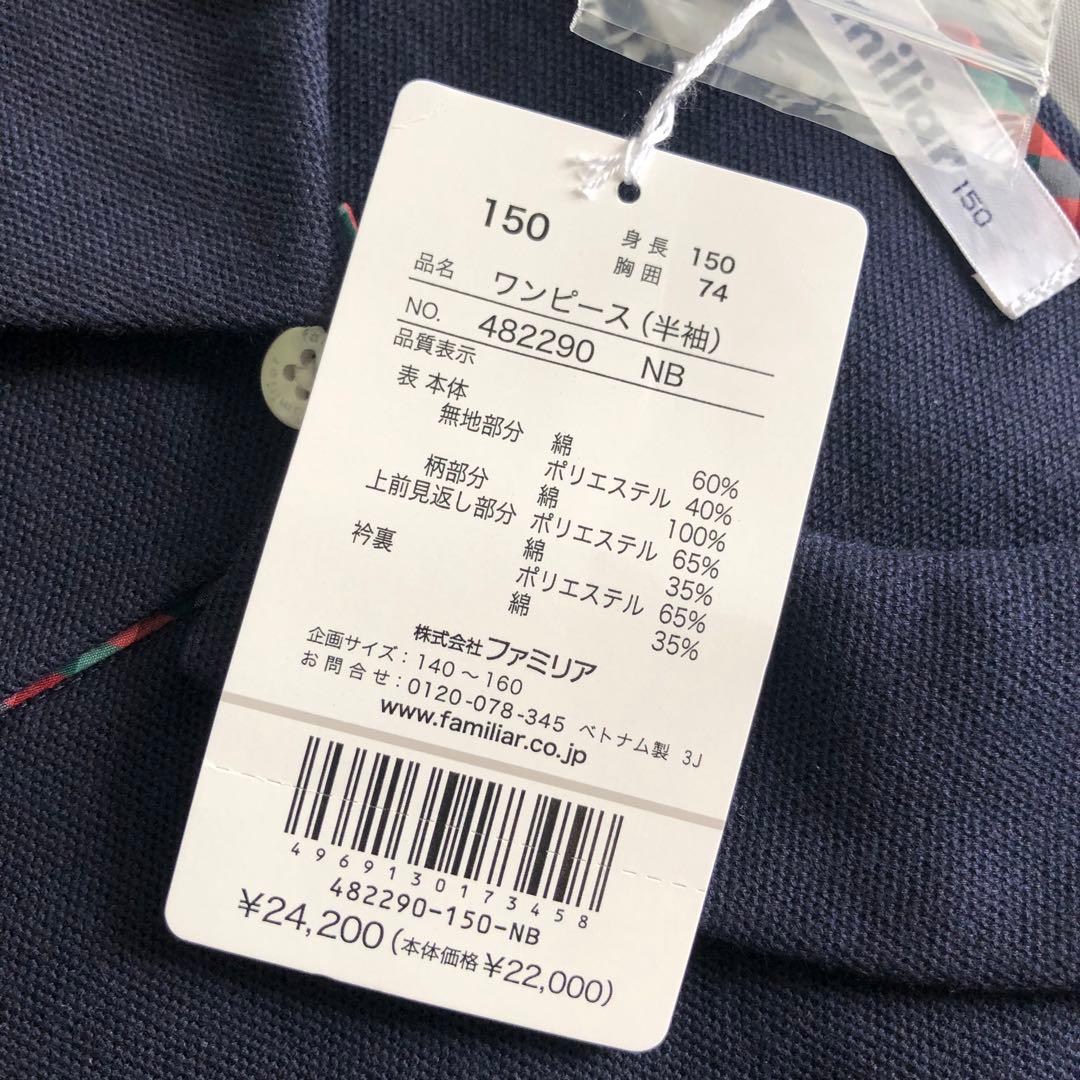 niliar
150
150 身長 150
胸囲 74
品名 ワンピース(半袖)
NO. 482290 NB
品質表示
表 本体
無地部分 綿 60%
ポリエステル 40%
柄部分 綿 100%
上前見返し部分 ポリエステル 65%
綿 35%
衿裏 ポリエステル 65%
綿 35%
株式会社ファミリア
企画サイズ:140~160
お問合せ:0120-078-345 ベトナム製 3J
www.familiar.co.jp
4969130173458
482290-150-NB
¥24,200(本体価格¥22,000)